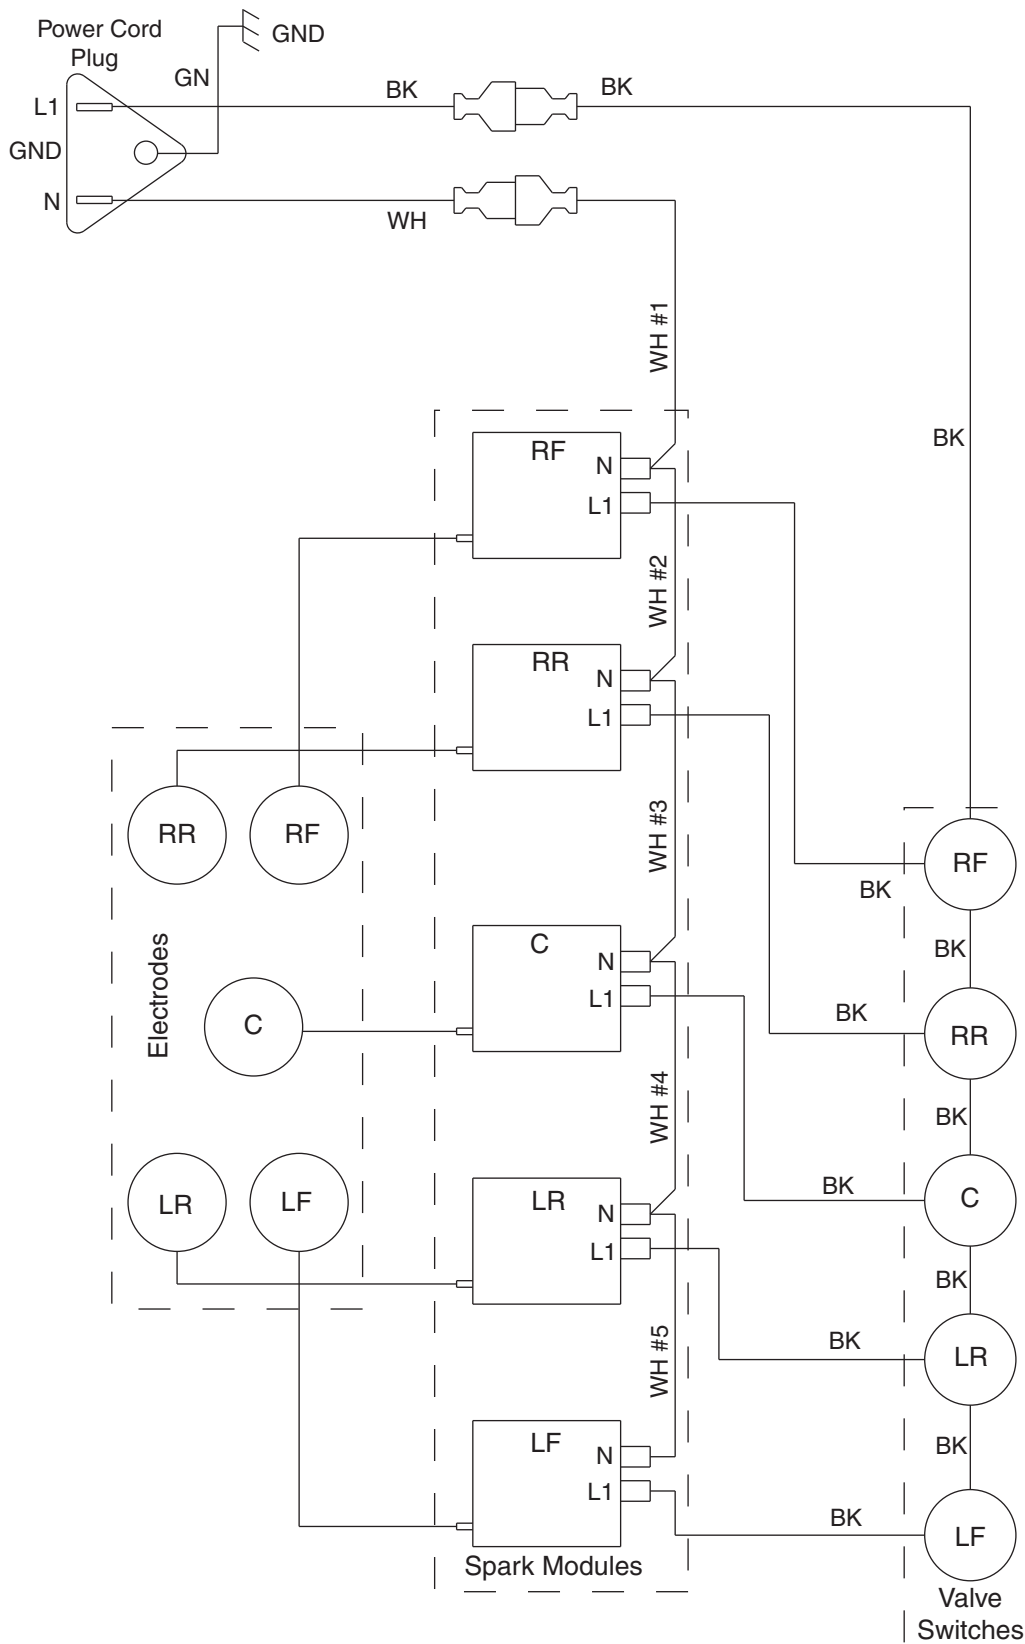 Power Cord
Plug
GND
GN
L1
BK
BK
GND
N
WH
WH #1
BK
RF
N
L1
WH #2
RR
N
L1
WH #3
RR
RF
RF
BK
BK
C
N
L1
Electrodes
C
BK
RR
WH #4
BK
LR
LF
LR
N
L1
BK
C
BK
WH #5
BK
LR
LF
N
L1
BK
BK
LF
Spark Modules
Valve
Switches